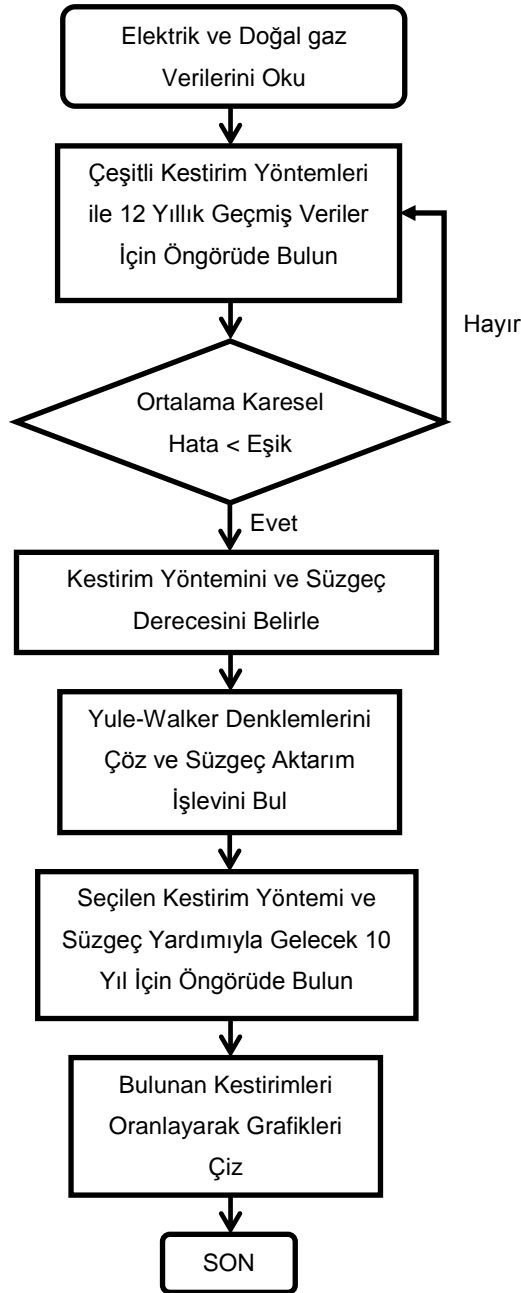 Elektrik ve Doğal gaz
Verilerini Oku
Çeşitli Kestirim Yöntemleri
ile 12 Yıllık Geçmiş Veriler
İçin Öngörüde Bulun
Hayır
Ortalama Karesel
Hata < Eşik
Evet
Kestirim Yöntemini ve Süzgeç
Derecesini Belirle
Yule-Walker Denklemlerini
Çöz ve Süzgeç Aktarım
İşlevini Bul
Seçilen Kestirim Yöntemi ve
Süzgeç Yardımıyla Gelecek 10
Yıl İçin Öngörüde Bulun
Bulunan Kestirimleri
Oranlayarak Grafikleri
Çiz
SON